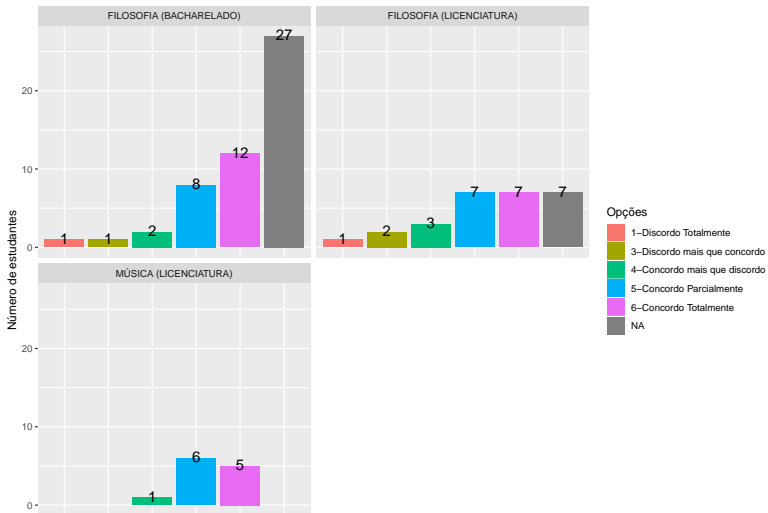 FILOSOFIA (BACHARELADO)
FILOSOFIA (LICENCIATURA)
27
20
12
10
8
2
1
1
0
7
7
7
3
2
1
MÚSICA (LICENCIATURA)
20
10
6
5
1
0
Número de estudantes
Opções
1−Discordo Totalmente
3−Discordo mais que concordo
4−Concordo mais que discordo
5−Concordo Parcialmente
6−Concordo Totalmente
NA